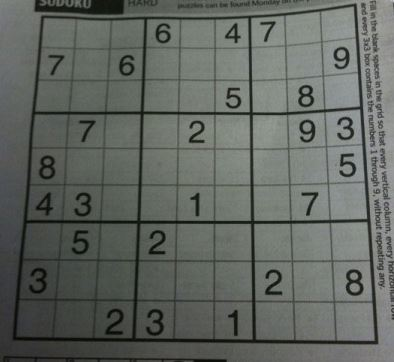 SUDOKU HARD puzzles can be found Monday
6 4 7
7 6 9
5 8
7 2 9 3
8 5
4 3 1 7
5 2
3 2 8
2 3 1
Fill in the blank spaces in the grid so that every vertical column, every horizontal row
and every 3x3 box contains the numbers 1 through 9, without repeating any.